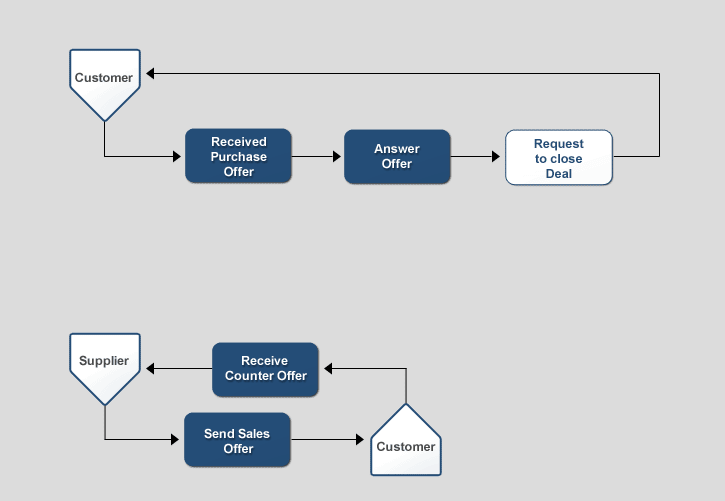 Customer
Received
Purchase
Offer
Answer
Offer
Request
to close
Deal
Supplier
Receive
Counter Offer
Send Sales
Offer
Customer